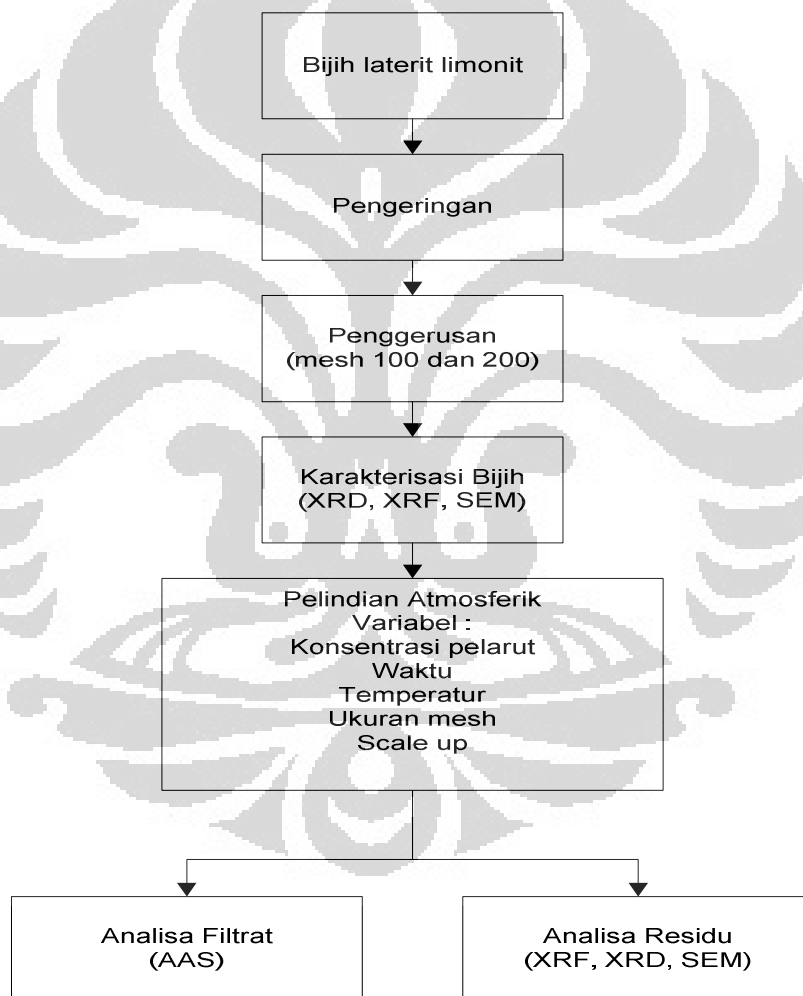 Bijih laterit limonit
Pengeringan
Penggerusan
(mesh 100 dan 200)
Karakterisasi Bijih
(XRD, XRF, SEM)
Pelindian Atmosferik
Variabel :
Konsentrasi pelarut
Waktu
Temperatur
Ukuran mesh
Scale up
Analisa Filtrat
(AAS)
Analisa Residu
(XRF, XRD, SEM)